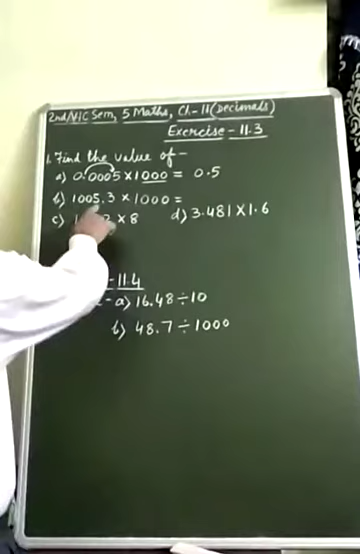 2nd/VIC Sem, 5 Maths, Ch-11 (Decimals)
Exercise - 11.3
1. Find the value of -
a) 0.0005 × 1000 = 0.5
b) 1005.3 × 1000 =
c) × 8 d) 3.481 × 1.6
- 11.4
- a) 16.48 ÷ 10
b) 48.7 ÷ 1000